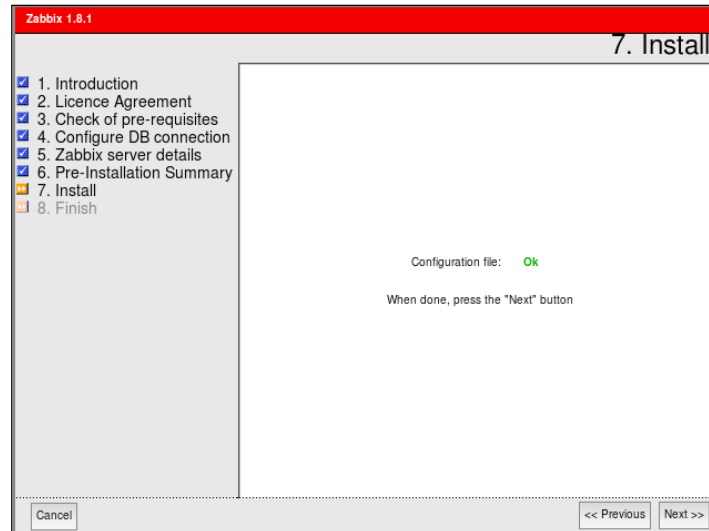 Zabbix 1.8.1
7. Install
1. Introduction
2. Licence Agreement
3. Check of pre-requisites
4. Configure DB connection
5. Zabbix server details
6. Pre-Installation Summary
7. Install
8. Finish
Configuration file: Ok
When done, press the "Next" button
Cancel
<< Previous
Next >>